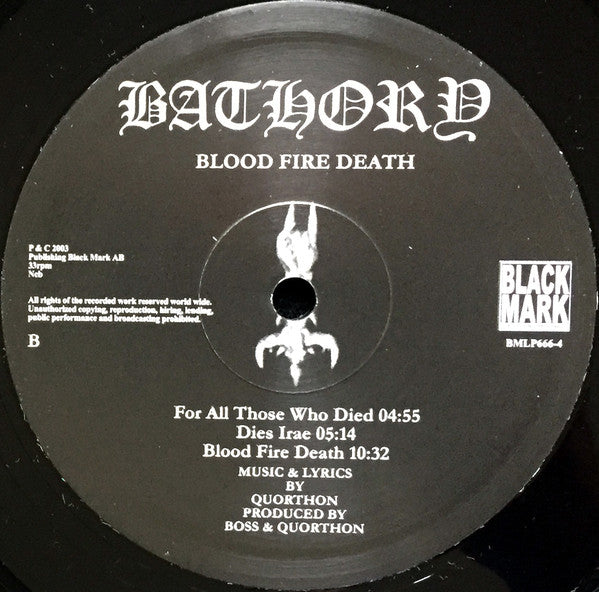 BATHORY
BLOOD FIRE DEATH
P & C 2003
Publishing Black Mark AB
33rpm
Ncb
All rights of the recorded work reserved world wide.
Unauthorized copying, reproduction, hiring, lending,
public performance and broadcasting prohibited.
B
BLACK
MARK
BMLP666-4
For All Those Who Died 04:55
Dies Irae 05:14
Blood Fire Death 10:32
MUSIC & LYRICS
BY
QUORTHON
PRODUCED BY
BOSS & QUORTHON